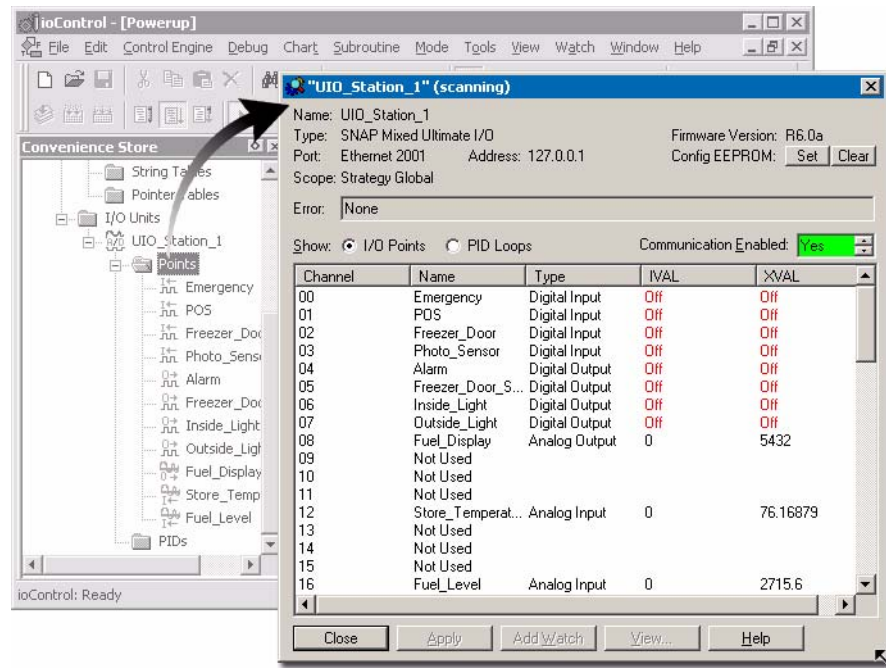 ioControl - [Powerup]
File Edit Control Engine Debug Chart Subroutine Mode Tools View Watch Window Help
Convenience Store
String Tables
Pointer Tables
I/O Units
UIO_Station_1
Points
Emergency
POS
Freezer_Doo
Photo_Sens
Alarm
Freezer_Doo
Inside_Light
Outside_Ligh
Fuel_Display
Store_Temp
Fuel_Level
PIDs
ioControl: Ready
"UIO_Station_1" (scanning)
Name: UIO_Station_1
Type: SNAP Mixed Ultimate I/O Firmware Version: R6.0a
Port: Ethernet 2001 Address: 127.0.0.1 Config EEPROM: Set Clear
Scope: Strategy Global
Error: None
Show: I/O Points PID Loops Communication Enabled: Yes
Channel Name Type IVAL XVAL
00 Emergency Digital Input Off Off
01 POS Digital Input Off Off
02 Freezer_Door Digital Input Off Off
03 Photo_Sensor Digital Input Off Off
04 Alarm Digital Output Off Off
05 Freezer_Door_S... Digital Output Off Off
06 Inside_Light Digital Output Off Off
07 Outside_Light Digital Output Off Off
08 Fuel_Display Analog Output 0 5432
09 Not Used
10 Not Used
11 Not Used
12 Store_Temperat... Analog Input 0 76.16879
13 Not Used
14 Not Used
15 Not Used
16 Fuel_Level Analog Input 0 2715.6
Close Apply Add Watch View... Help